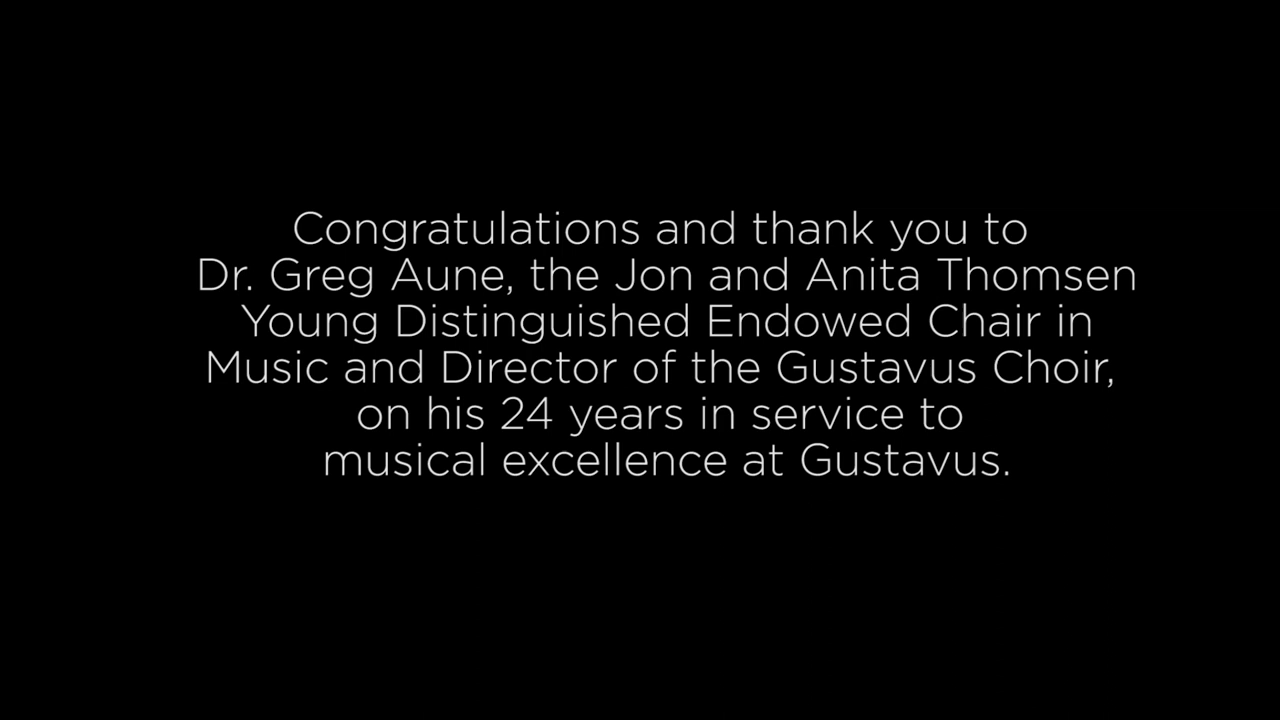 Congratulations and thank you to
Dr. Greg Aune, the Jon and Anita Thomsen
Young Distinguished Endowed Chair in
Music and Director of the Gustavus Choir,
on his 24 years in service to
musical excellence at Gustavus.